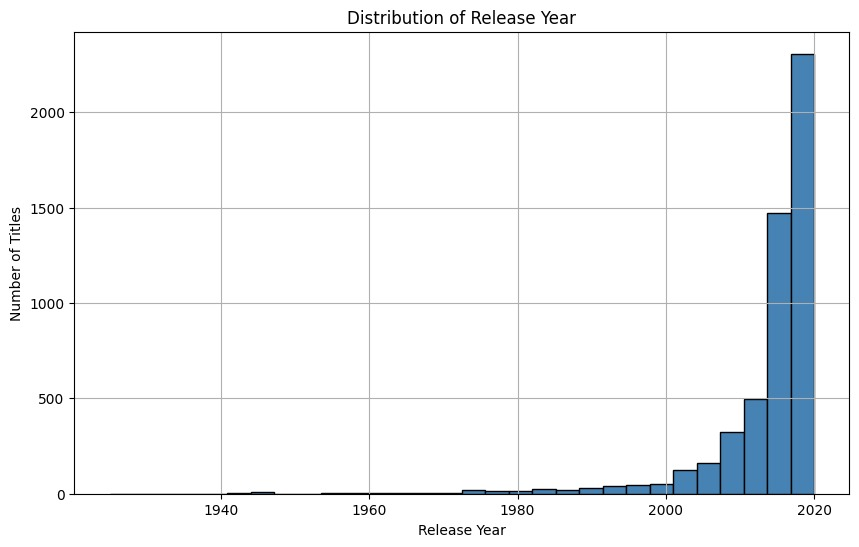 Distribution of Release Year
Number of Titles
2000
1500
1000
500
0
1940 1960 1980 2000 2020
Release Year